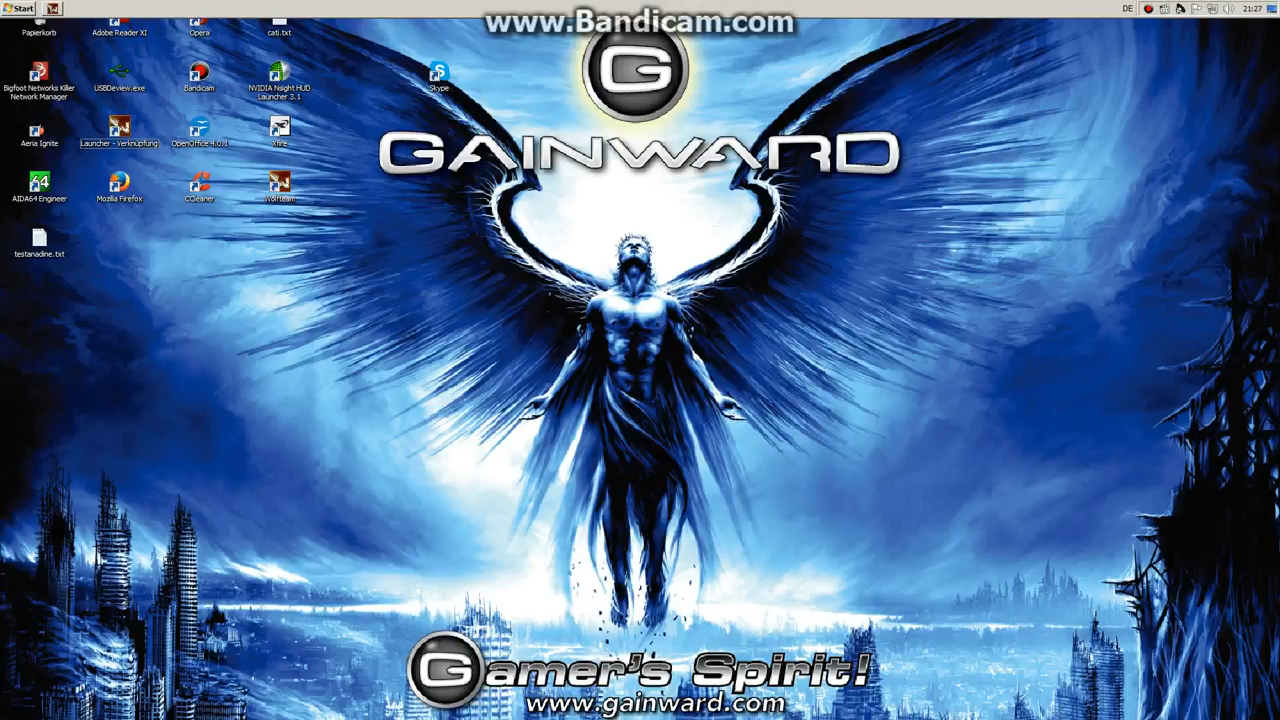 Start
DE
21:27
www.Bandicam.com
Papierkorb
Adobe Reader XI
Opera
cati.txt
Bigfoot Networks Killer
Network Manager
USBDeview.exe
Bandicam
NVIDIA Nsight HUD
Launcher 3.1
Skype
Aeria Ignite
Launcher - Verknüpfung
OpenOffice 4.0.1
Xfire
AIDA64 Engineer
Mozilla Firefox
CCleaner
Wolfteam
testanadine.txt
G
GAINWARD
Gamer's Spirit!
www.gainward.com
64